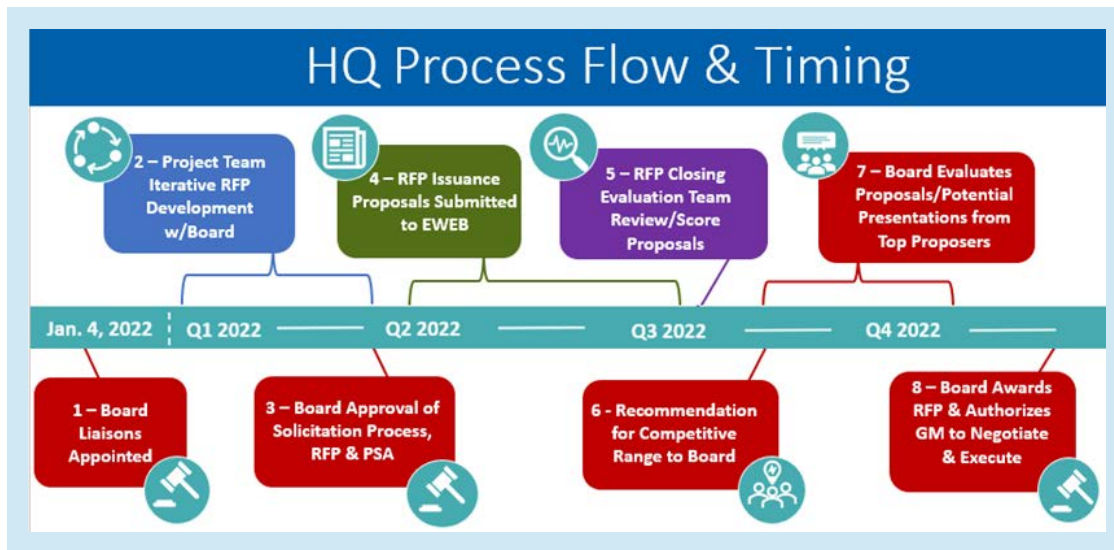 HQ Process Flow & Timing
2 – Project Team
Iterative RFP
Development
w/Board
4 – RFP Issuance
Proposals Submitted
to EWEB
5 – RFP Closing
Evaluation Team
Review/Score
Proposals
7 – Board Evaluates
Proposals/Potential
Presentations from
Top Proposers
Jan. 4, 2022
Q1 2022
Q2 2022
Q3 2022
Q4 2022
1 – Board
Liaisons
Appointed
3 – Board Approval of
Solicitation Process,
RFP & PSA
6 - Recommendation
for Competitive
Range to Board
8 – Board Awards
RFP & Authorizes
GM to Negotiate
& Execute